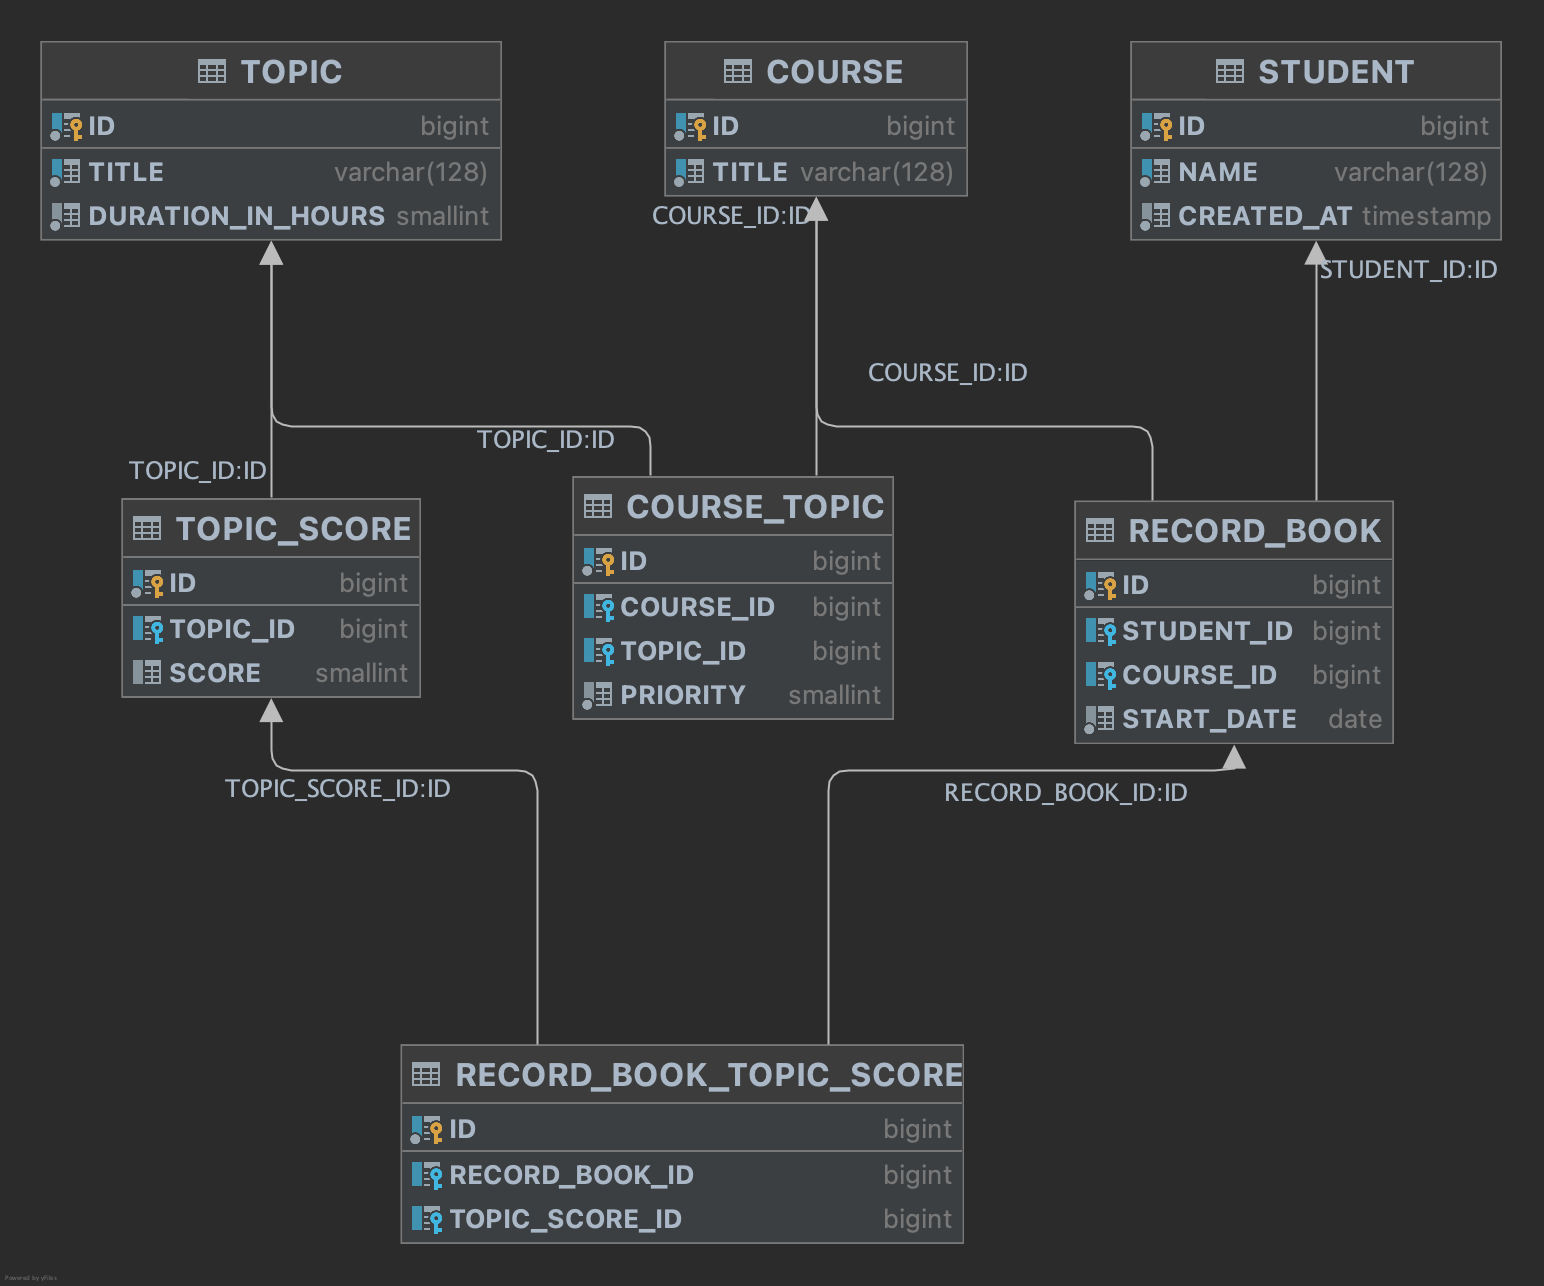 TOPIC
ID bigint
TITLE varchar(128)
DURATION_IN_HOURS smallint
COURSE
ID bigint
TITLE varchar(128)
STUDENT
ID bigint
NAME varchar(128)
CREATED_AT timestamp
COURSE_ID:ID
STUDENT_ID:ID
COURSE_ID:ID
TOPIC_ID:ID
TOPIC_ID:ID
TOPIC_SCORE
ID bigint
TOPIC_ID bigint
SCORE smallint
COURSE_TOPIC
ID bigint
COURSE_ID bigint
TOPIC_ID bigint
PRIORITY smallint
RECORD_BOOK
ID bigint
STUDENT_ID bigint
COURSE_ID bigint
START_DATE date
TOPIC_SCORE_ID:ID
RECORD_BOOK_ID:ID
RECORD_BOOK_TOPIC_SCORE
ID bigint
RECORD_BOOK_ID bigint
TOPIC_SCORE_ID bigint
Powered by yFiles